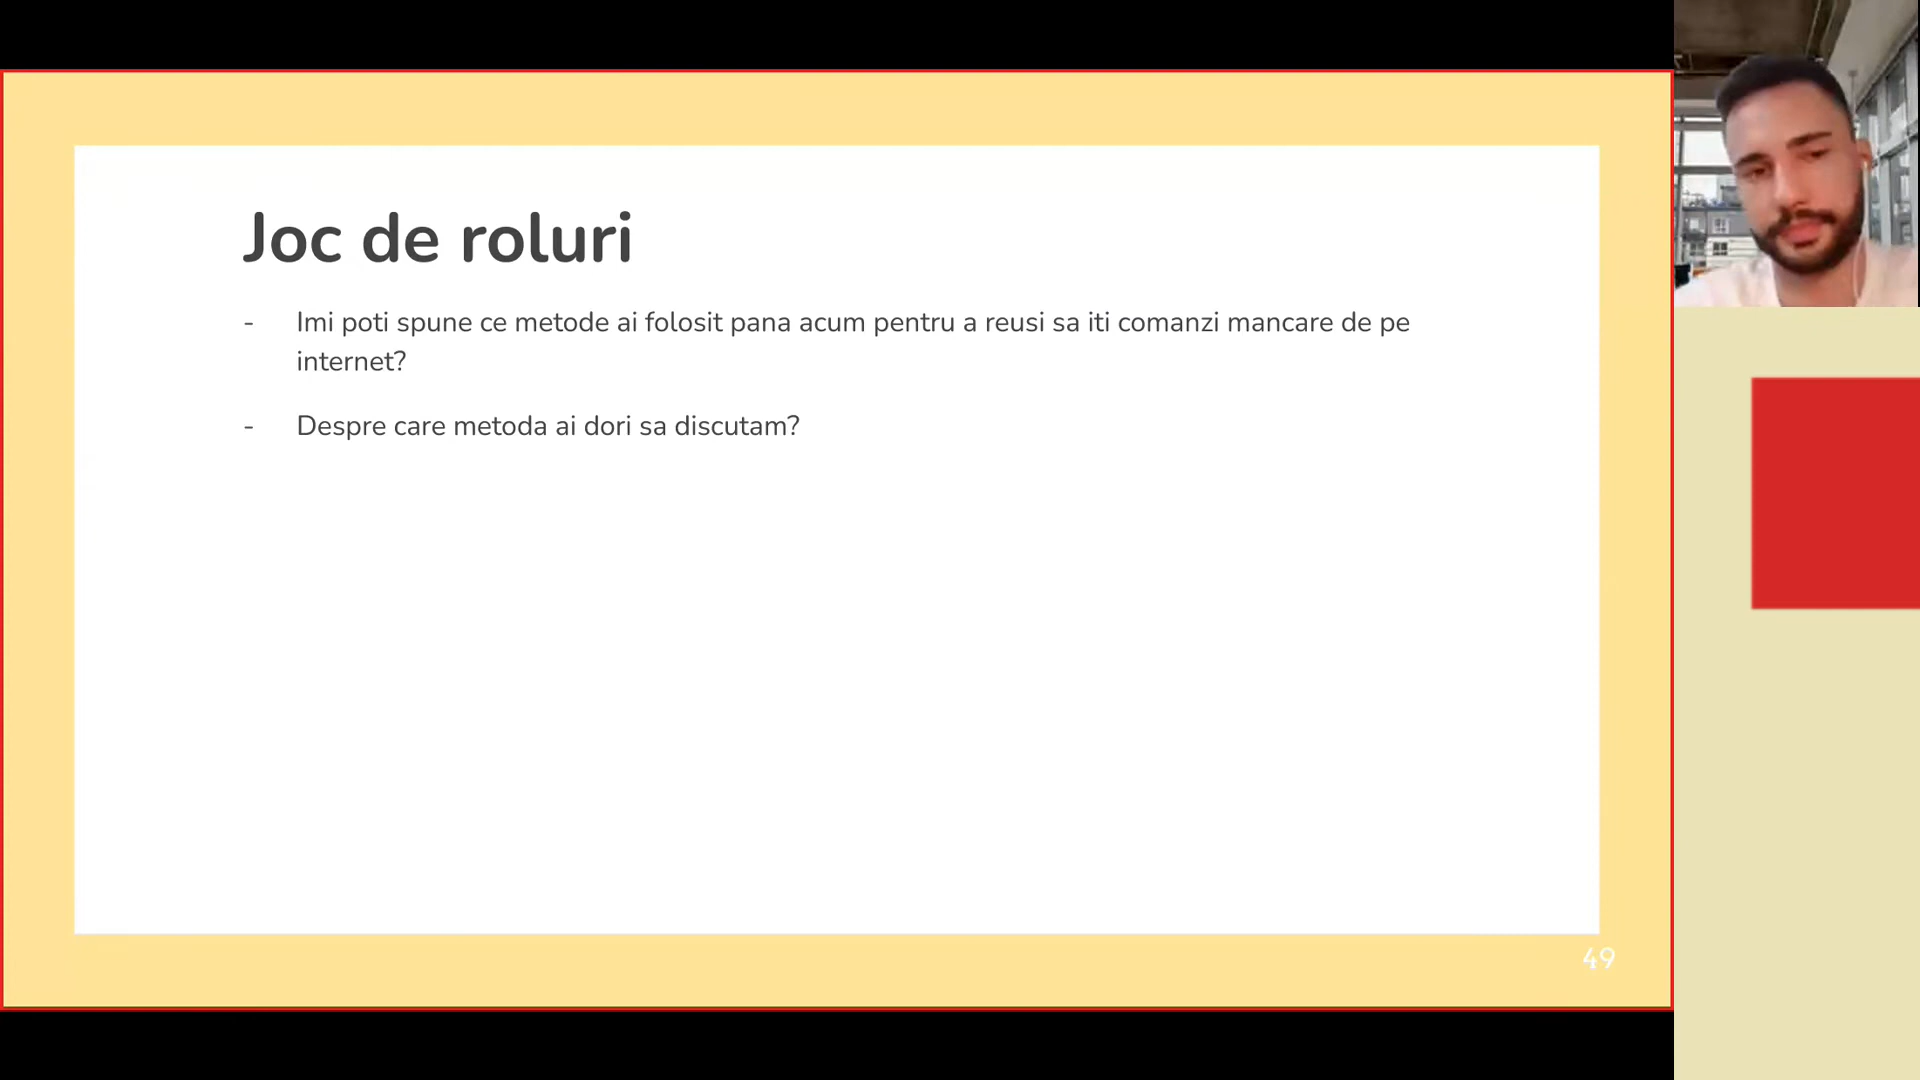 Joc de roluri
- Imi poti spune ce metode ai folosit pana acum pentru a reusi sa iti comanzi mancare de pe
internet?
- Despre care metoda ai dori sa discutam?
49